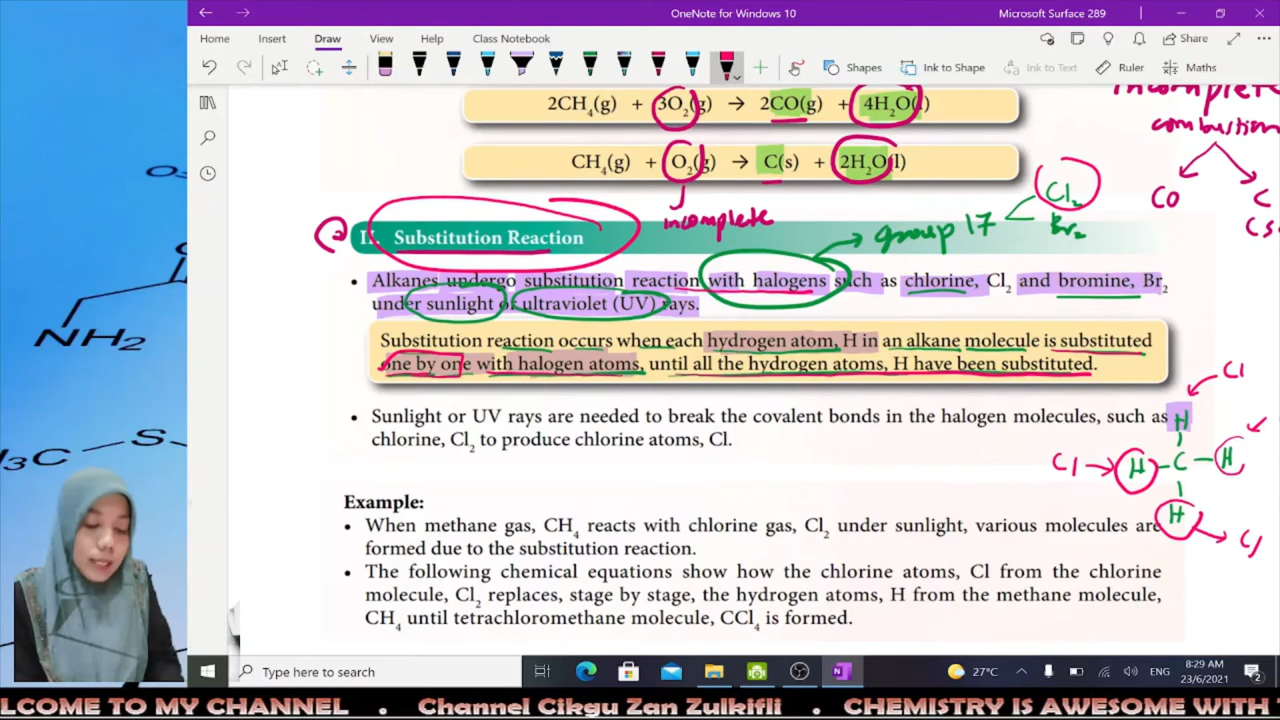 OneNote for Windows 10
Microsoft Surface 289
Home Insert Draw View Help Class Notebook
Share
Shapes Ink to Shape Ink to Text Ruler Maths
2CH₄(g) + 3O₂(g) → 2CO(g) + 4H₂O(l)
incomplete
combustion
CH₄(g) + O₂(g) → C(s) + 2H₂O(l)
CO
C
incomplete
group 17
Cl₂
Br₂
Substitution Reaction
• Alkanes undergo substitution reaction with halogens such as chlorine, Cl₂ and bromine, Br₂
under sunlight or ultraviolet (UV) rays.
Substitution reaction occurs when each hydrogen atom, H in an alkane molecule is substituted
one by one with halogen atoms, until all the hydrogen atoms, H have been substituted.
• Sunlight or UV rays are needed to break the covalent bonds in the halogen molecules, such as
chlorine, Cl₂ to produce chlorine atoms, Cl.
Cl
H
Cl → H – C – H
H
Cl
Example:
• When methane gas, CH₄ reacts with chlorine gas, Cl₂ under sunlight, various molecules are
formed due to the substitution reaction.
• The following chemical equations show how the chlorine atoms, Cl from the chlorine
molecule, Cl₂ replaces, stage by stage, the hydrogen atoms, H from the methane molecule,
CH₄ until tetrachloromethane molecule, CCl₄ is formed.
NH2
3C
S
Type here to search
27°C
ENG
8:29 AM
23/6/2021
2
LCOME TO MY CHANNEL . Channel Cikgu Zan Zulkifli . CHEMISTRY IS AWESOME WITH